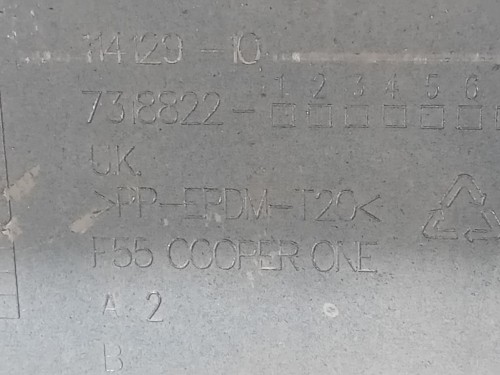 114120-10
1 2 3 4 5 6
7318822-
UK
>PP-EPDM-T20<
F55 COOPER ONE
A 2
B